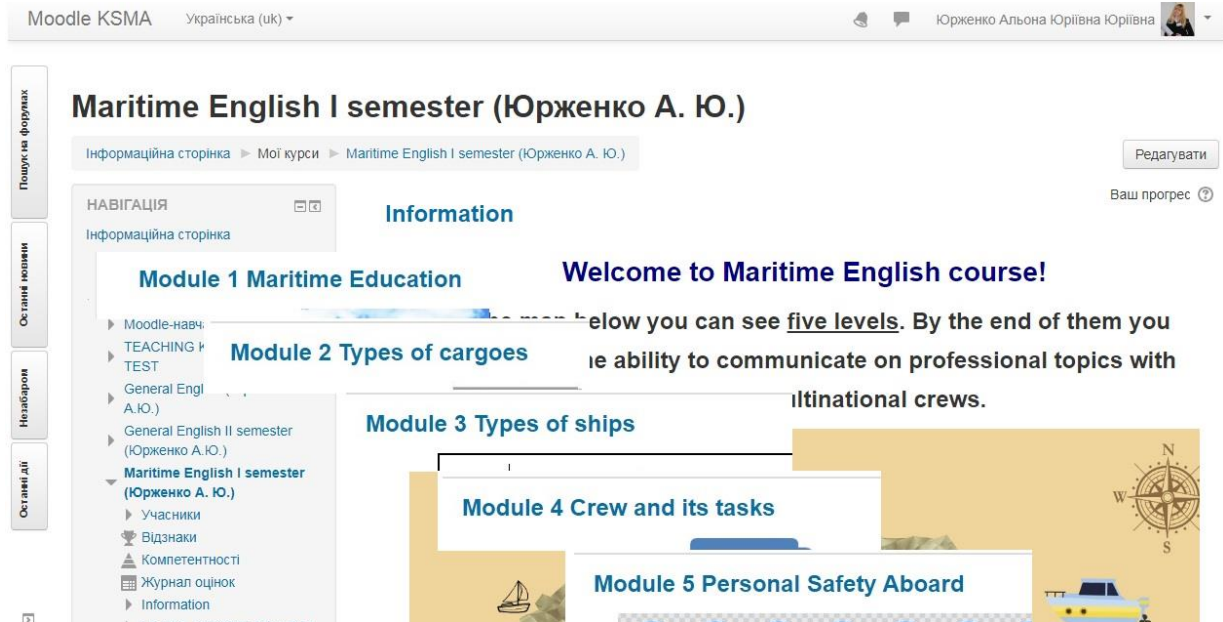 Moodle KSMA
Українська (uk)
Юрженко Альона Юріївна Юріївна
Пошук на форумах
Останні новини
Незабаром
Останні дії
Maritime English I semester (Юрженко А. Ю.)
Інформаційна сторінка
Мої курси
Maritime English I semester (Юрженко А. Ю.)
Редагувати
Ваш прогрес
НАВІГАЦІЯ
Інформаційна сторінка
Moodle-навч
TEACHING
TEST
General Engl
А.Ю.)
General English II semester
(Юрженко А.Ю.)
Maritime English I semester
(Юрженко А. Ю.)
Учасники
Відзнаки
Компетентності
Журнал оцінок
Information
Information
Welcome to Maritime English course!
below you can see five levels. By the end of them you
ability to communicate on professional topics with
crews.
Module 1 Maritime Education
Module 2 Types of cargoes
Module 3 Types of ships
Module 4 Crew and its tasks
Module 5 Personal Safety Aboard
N
W
S